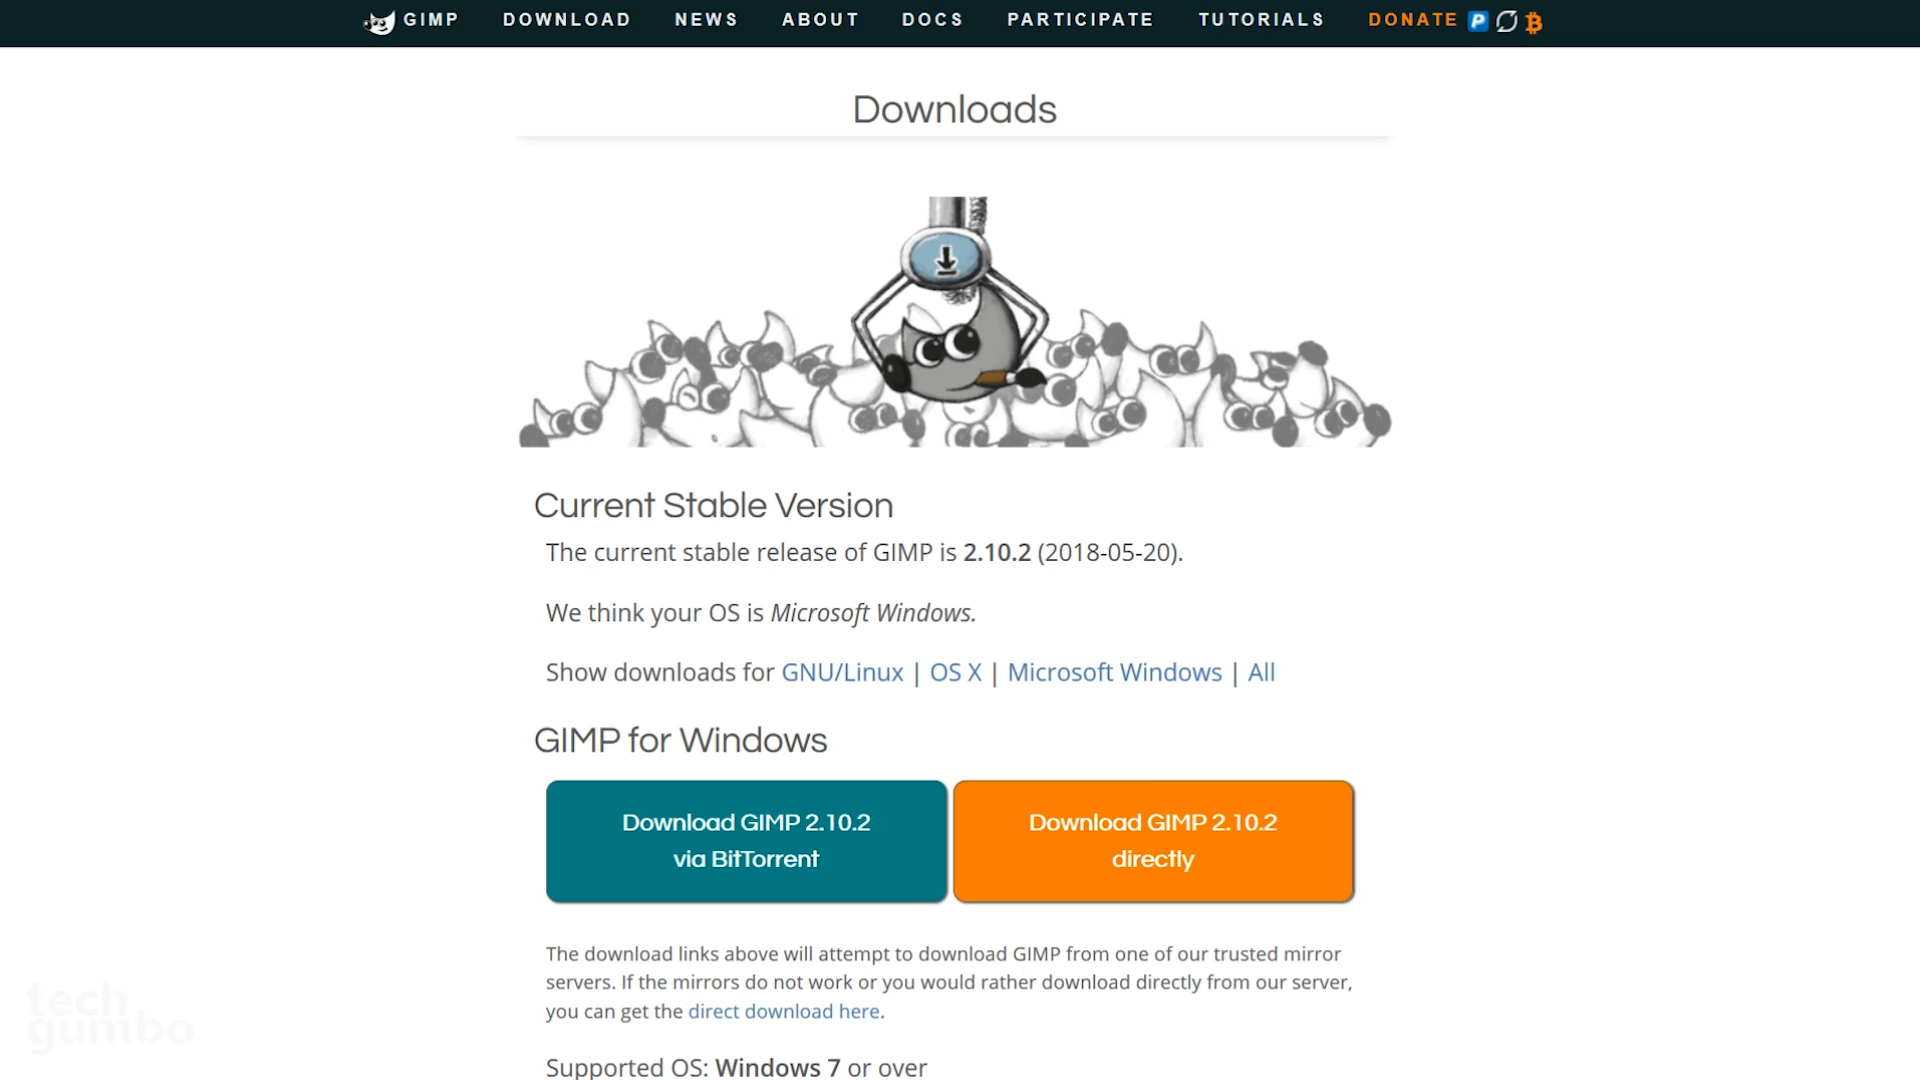 GIMP DOWNLOAD NEWS ABOUT DOCS PARTICIPATE TUTORIALS DONATE
Downloads
Current Stable Version
The current stable release of GIMP is 2.10.2 (2018-05-20).
We think your OS is Microsoft Windows.
Show downloads for GNU/Linux | OS X | Microsoft Windows | All
GIMP for Windows
Download GIMP 2.10.2
via BitTorrent
Download GIMP 2.10.2
directly
The download links above will attempt to download GIMP from one of our trusted mirror
servers. If the mirrors do not work or you would rather download directly from our server,
you can get the direct download here.
Supported OS: Windows 7 or over
tech
gumbo